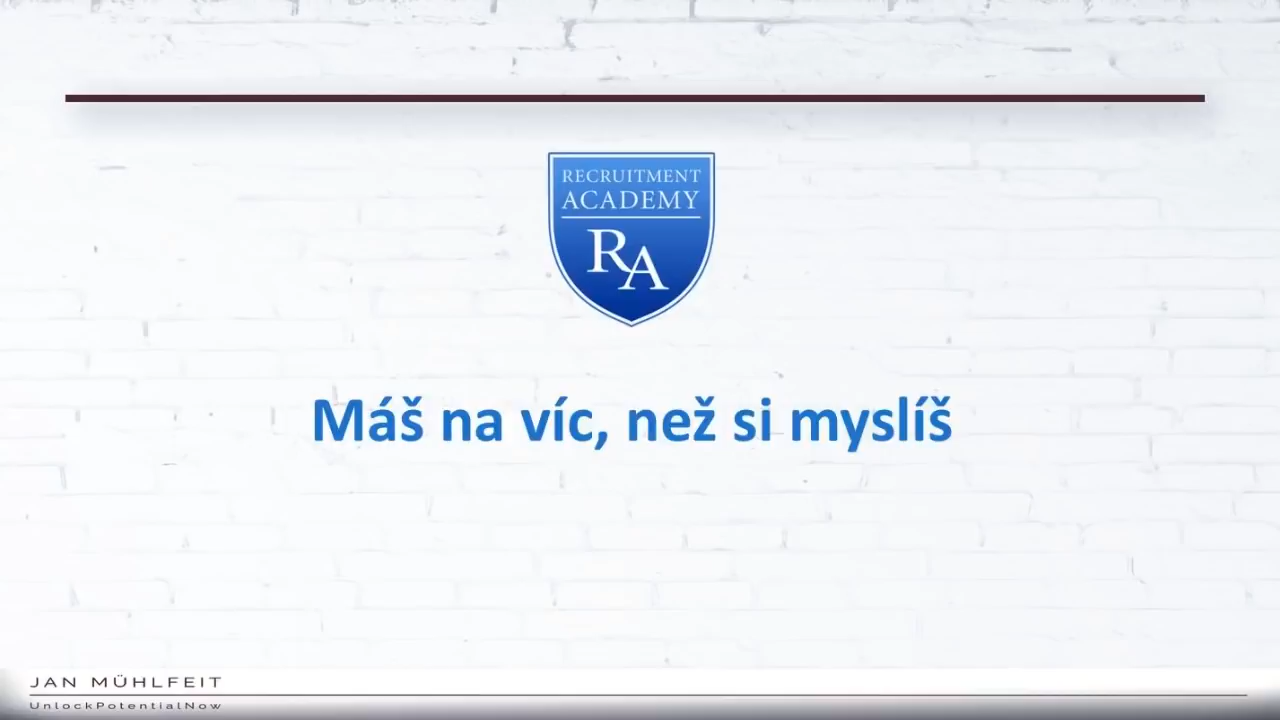 RECRUITMENT
ACADEMY
RA
Máš na víc, než si myslíš
JAN MÜHLFEIT
UnlockPotentialNow